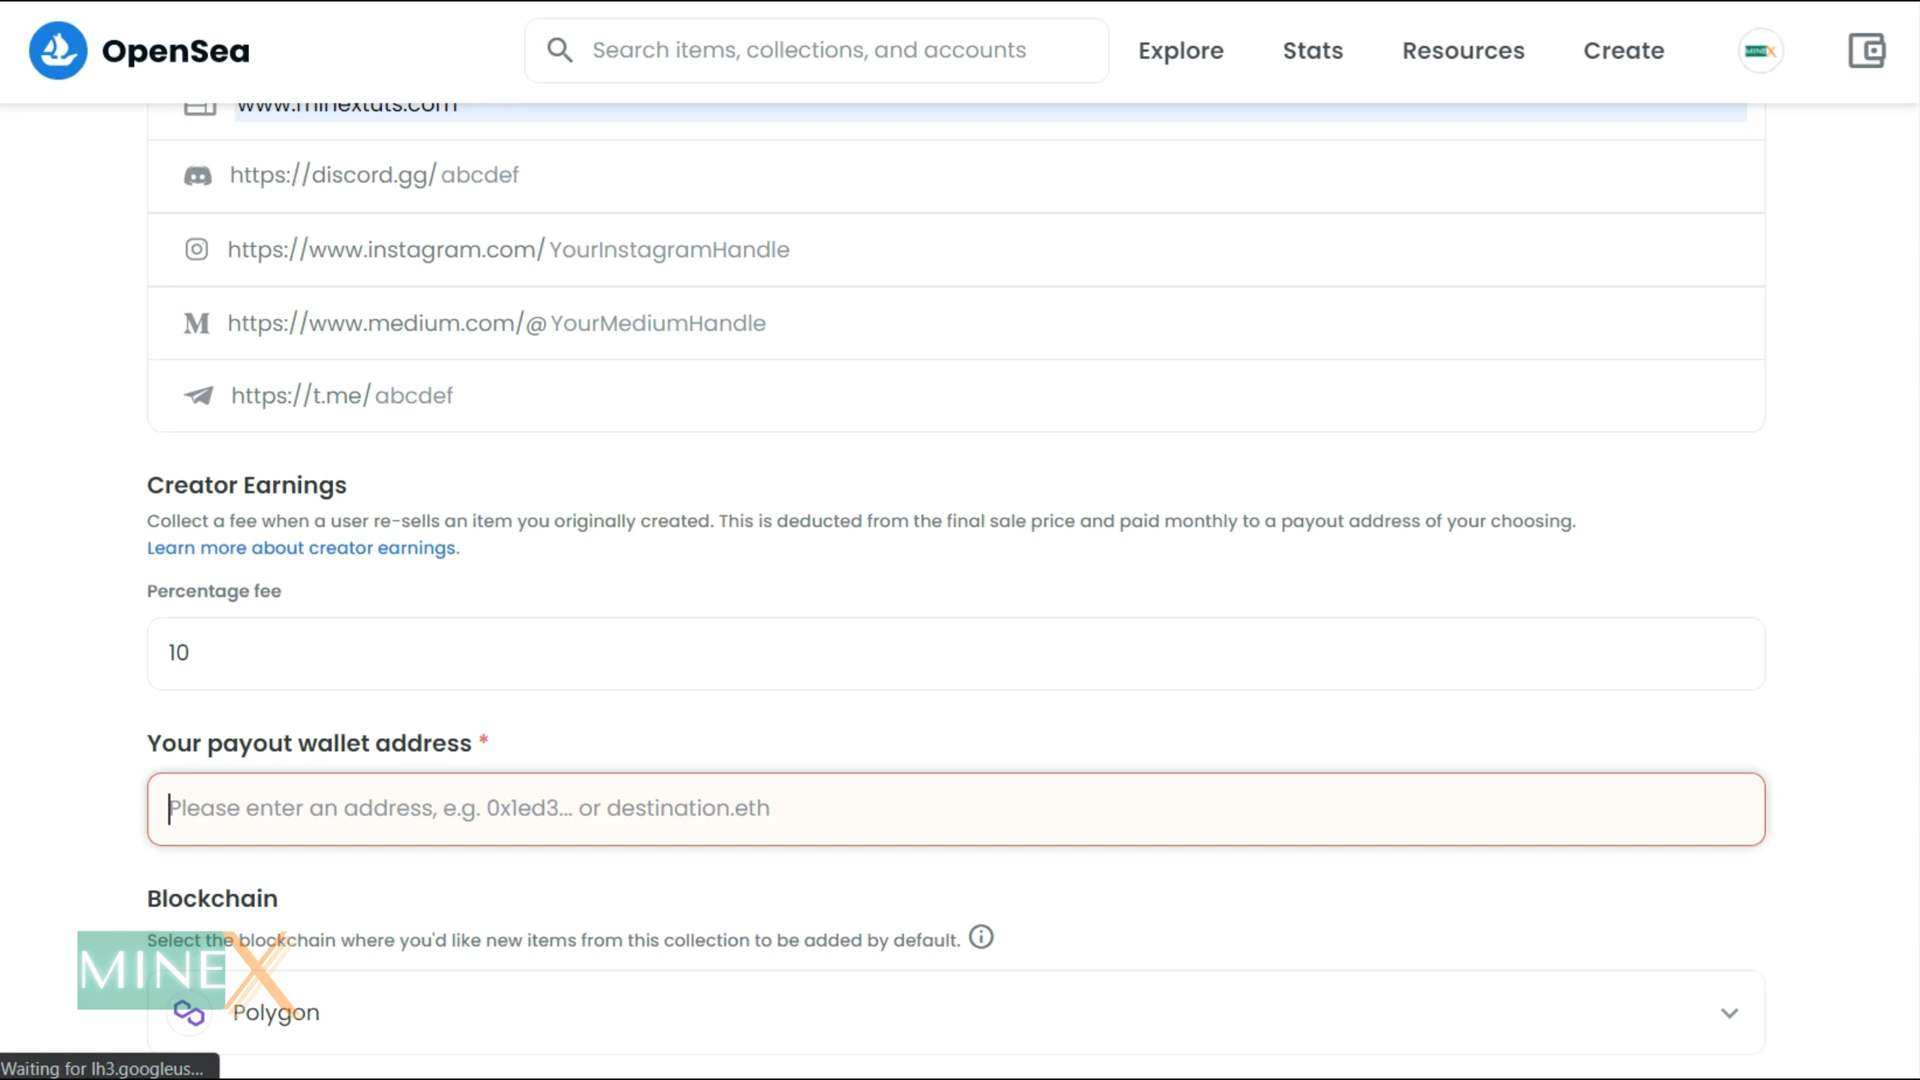 OpenSea
Search items, collections, and accounts
Explore
Stats
Resources
Create
MINEX
www.minextuts.com
https://discord.gg/abcdef
https://www.instagram.com/YourInstagramHandle
https://www.medium.com/@YourMediumHandle
https://t.me/abcdef
Creator Earnings
Collect a fee when a user re-sells an item you originally created. This is deducted from the final sale price and paid monthly to a payout address of your choosing.
Learn more about creator earnings.
Percentage fee
10
Your payout wallet address *
Please enter an address, e.g. 0x1ed3... or destination.eth
Blockchain
Select the blockchain where you'd like new items from this collection to be added by default.
MINEX
Polygon
Waiting for lh3.googleus...